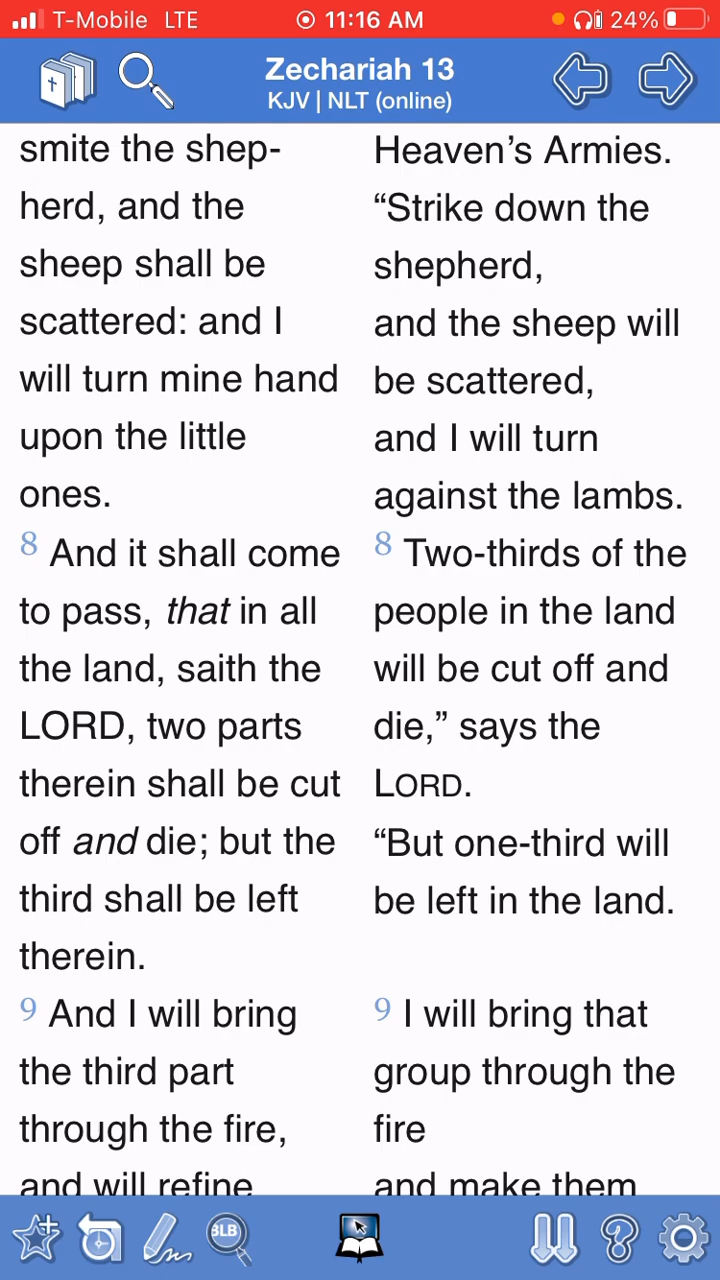 T-Mobile LTE 11:16 AM 24%
Zechariah 13
KJV | NLT (online)
smite the shep-
herd, and the
sheep shall be
scattered: and I
will turn mine hand
upon the little
ones.
8 And it shall come
to pass, that in all
the land, saith the
LORD, two parts
therein shall be cut
off and die; but the
third shall be left
therein.
9 And I will bring
the third part
through the fire,
and will refine
Heaven’s Armies.
“Strike down the
shepherd,
and the sheep will
be scattered,
and I will turn
against the lambs.
8 Two-thirds of the
people in the land
will be cut off and
die,” says the
LORD.
“But one-third will
be left in the land.
9 I will bring that
group through the
fire
and make them
BLB